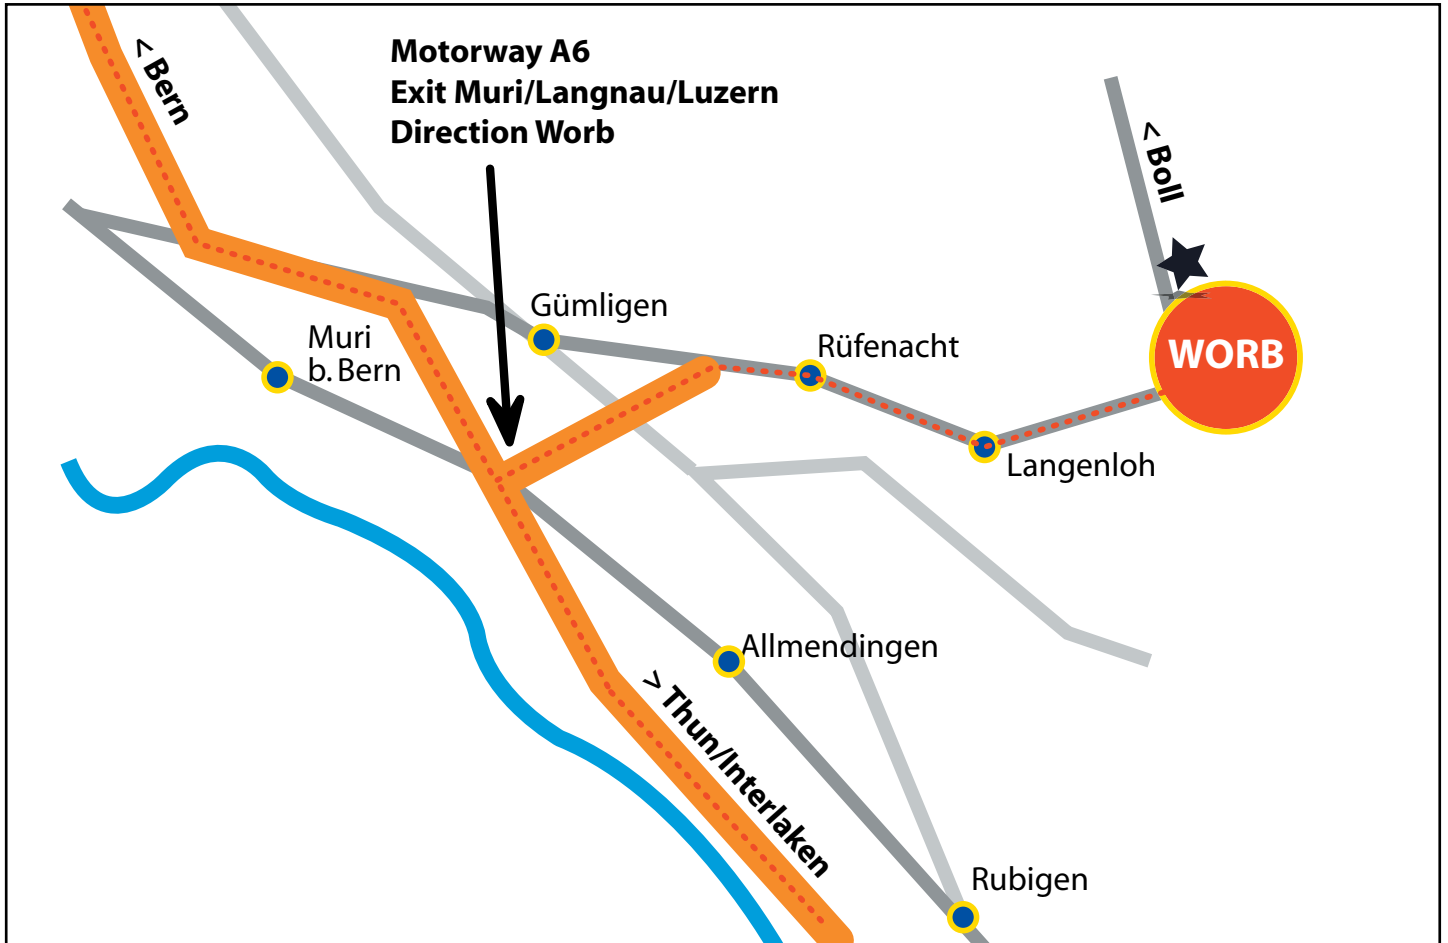 < Bern
Motorway A6
Exit Muri/Langnau/Luzern
Direction Worb
< Boll
Gümligen
Muri
b. Bern
Rüfenacht
WORB
Langenloh
Allmendingen
> Thun/Interlaken
Rubigen